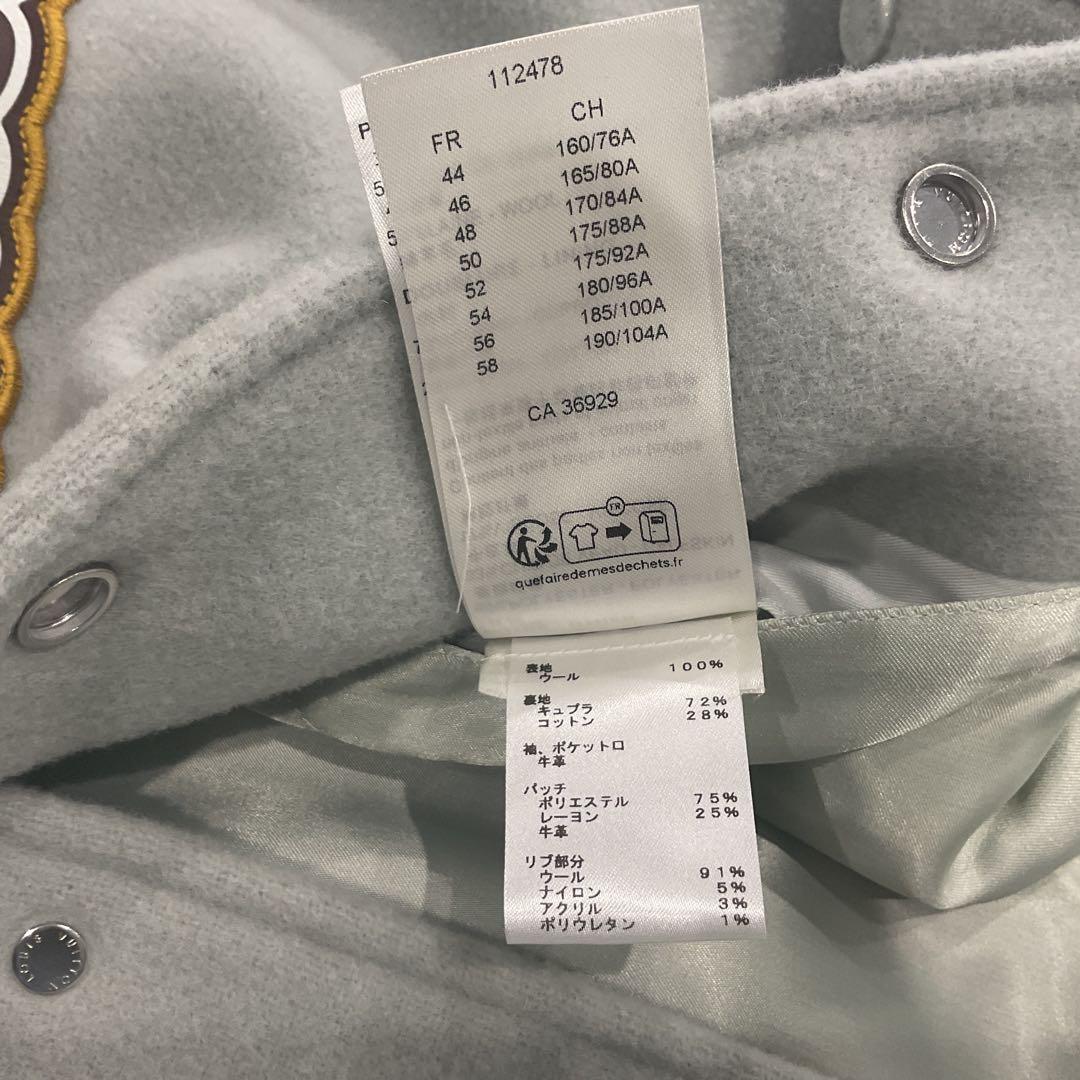 112478
FR CH
44 160/76A
46 165/80A
48 170/84A
50 175/88A
52 175/92A
54 180/96A
56 185/100A
58 190/104A
CA 36929
FR
quefairedemesdechets.fr
表地 100%
ウール
裏地
キュプラ 72%
コットン 28%
袖、ポケット口
牛革
パッチ
ポリエステル 75%
レーヨン 25%
牛革
リブ部分
ウール 91%
ナイロン 5%
アクリル 3%
ポリウレタン 1%
LOUIS VUITTON